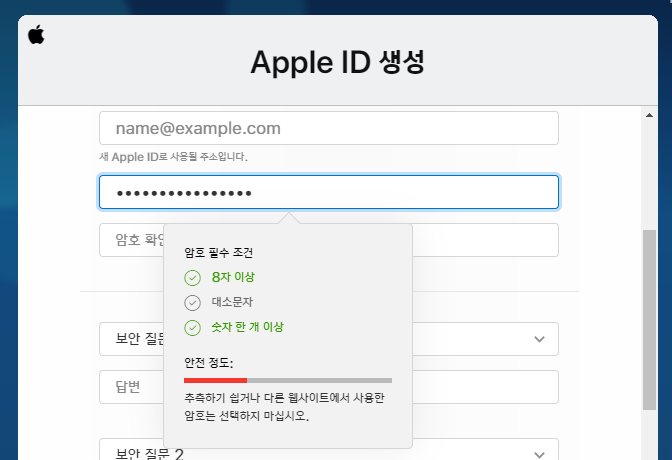 Apple ID 생성
name@example.com
새 Apple ID로 사용될 주소입니다.
••••••••••••••••
암호 확인
암호 필수 조건
8자 이상
대소문자
숫자 한 개 이상
안전 정도:
추측하기 쉽거나 다른 웹사이트에서 사용한
암호는 선택하지 마십시오.
보안 질문
답변
보안 질문 2